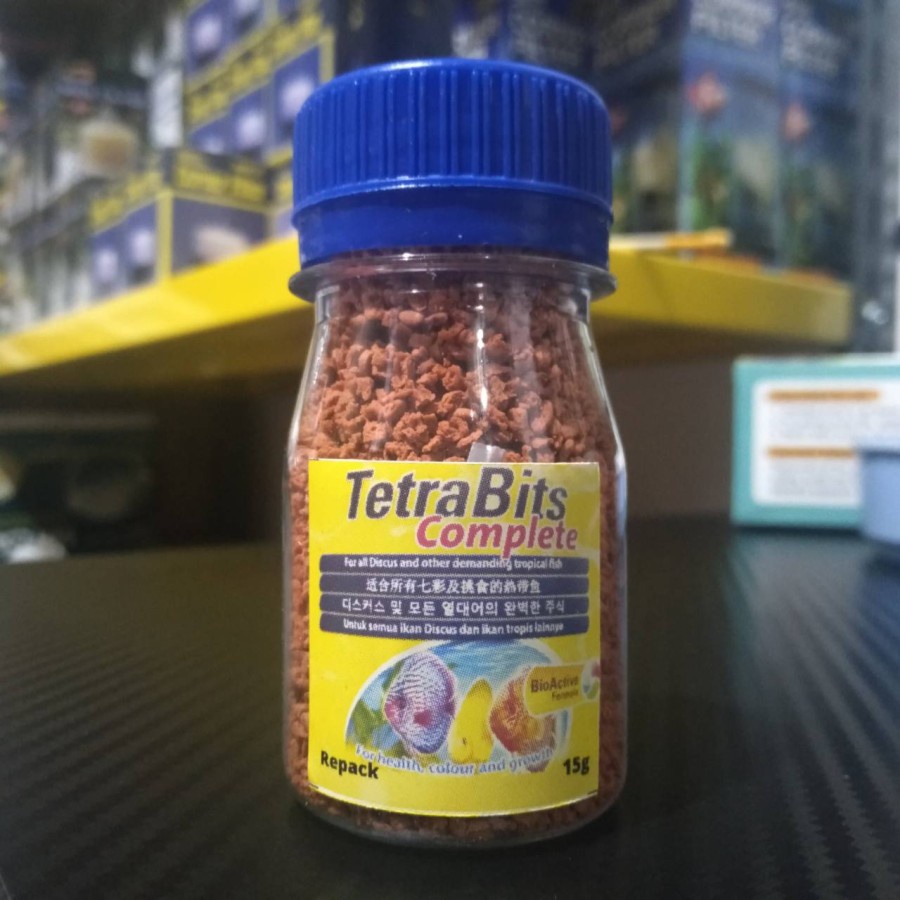 TetraBits
Complete
For all Discus and other demanding tropical fish
适合所有七彩及挑食的热带鱼
디스커스 및 모든 열대어의 완벽한 주식
Untuk semua ikan Discus dan ikan tropis lainnya
BioActive
Formula
For health, colour and growth
Repack
15g